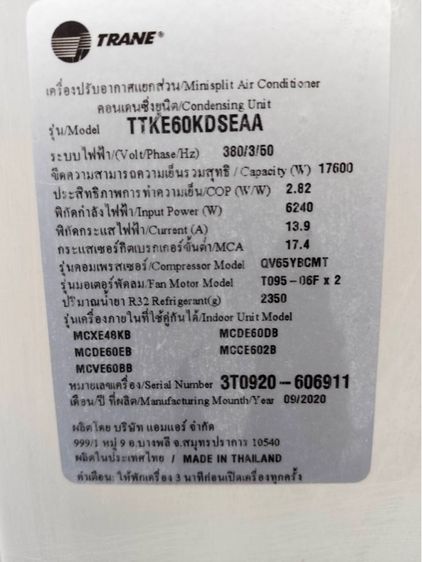 TRANE®
เครื่องปรับอากาศแยกส่วน/Minisplit Air Conditioner
คอนเดนซิ่งยูนิต/Condensing Unit
รุ่น/Model TTKE60KDSEAA
ระบบไฟฟ้า/(Volt/Phase/Hz) 380/3/50
ขีดความสามารถความเย็นรวมสุทธิ / Capacity (W) 17600
ประสิทธิภาพการทำความเย็น/COP (W/W) 2.82
พิกัดกำลังไฟฟ้า/Input Power (W) 6240
พิกัดกระแสไฟฟ้า/Current (A) 13.9
กระแสเซอร์กิตเบรกเกอร์ขั้นต่ำ/MCA 17.4
รุ่นคอมเพรสเซอร์/Compressor Model QV65YBCMT
รุ่นมอเตอร์พัดลม/Fan Motor Model T095-06F x 2
ปริมาณน้ำยา R32 Refrigerant(g) 2350
รุ่นเครื่องภายในที่ใช้คู่กันได้/Indoor Unit Model
MCXE48KB MCDE60DB
MCDE60EB MCCE602B
MCVE60BB
หมายเลขเครื่อง/Serial Number 3T0920-606911
เดือน/ปี ที่ผลิต/Manufacturing Mounth/Year 09/2020
ผลิตโดย บริษัท แอมแอร์ จำกัด
999/1 หมู่ 9 อ.บางพลี จ.สมุทรปราการ 10540
ผลิตในประเทศไทย / MADE IN THAILAND
คำเตือน: ให้พักเครื่อง 3 นาทีก่อนเปิดเครื่องทุกครั้ง